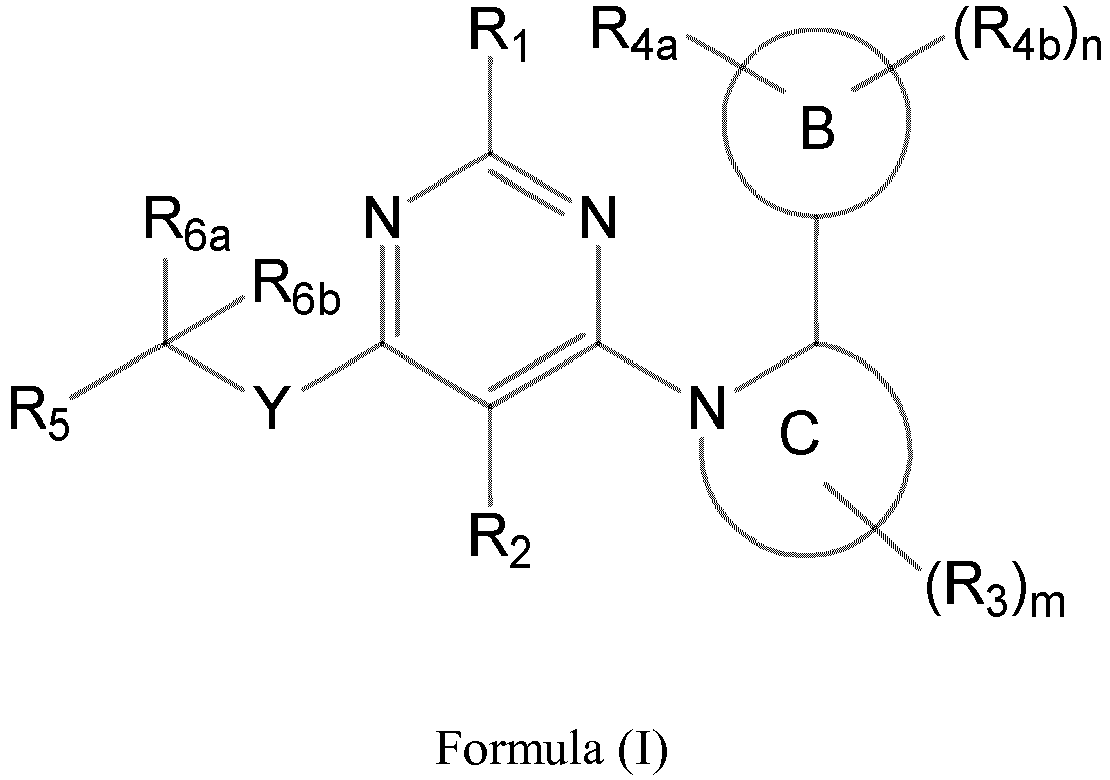 R1 R4a (R4b)n
B
N N
R6a
R6b
R5 Y N C
R2
(R3)m
Formula (I)